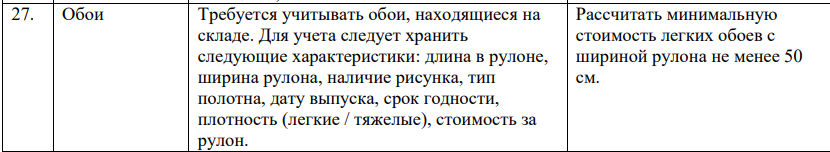 27.
Обои
Требуется учитывать обои, находящиеся на
складе. Для учета следует хранить
следующие характеристики: длина в рулоне,
ширина рулона, наличие рисунка, тип
полотна, дату выпуска, срок годности,
плотность (легкие / тяжелые), стоимость за
рулон.
Рассчитать минимальную
стоимость легких обоев с
шириной рулона не менее 50
см.